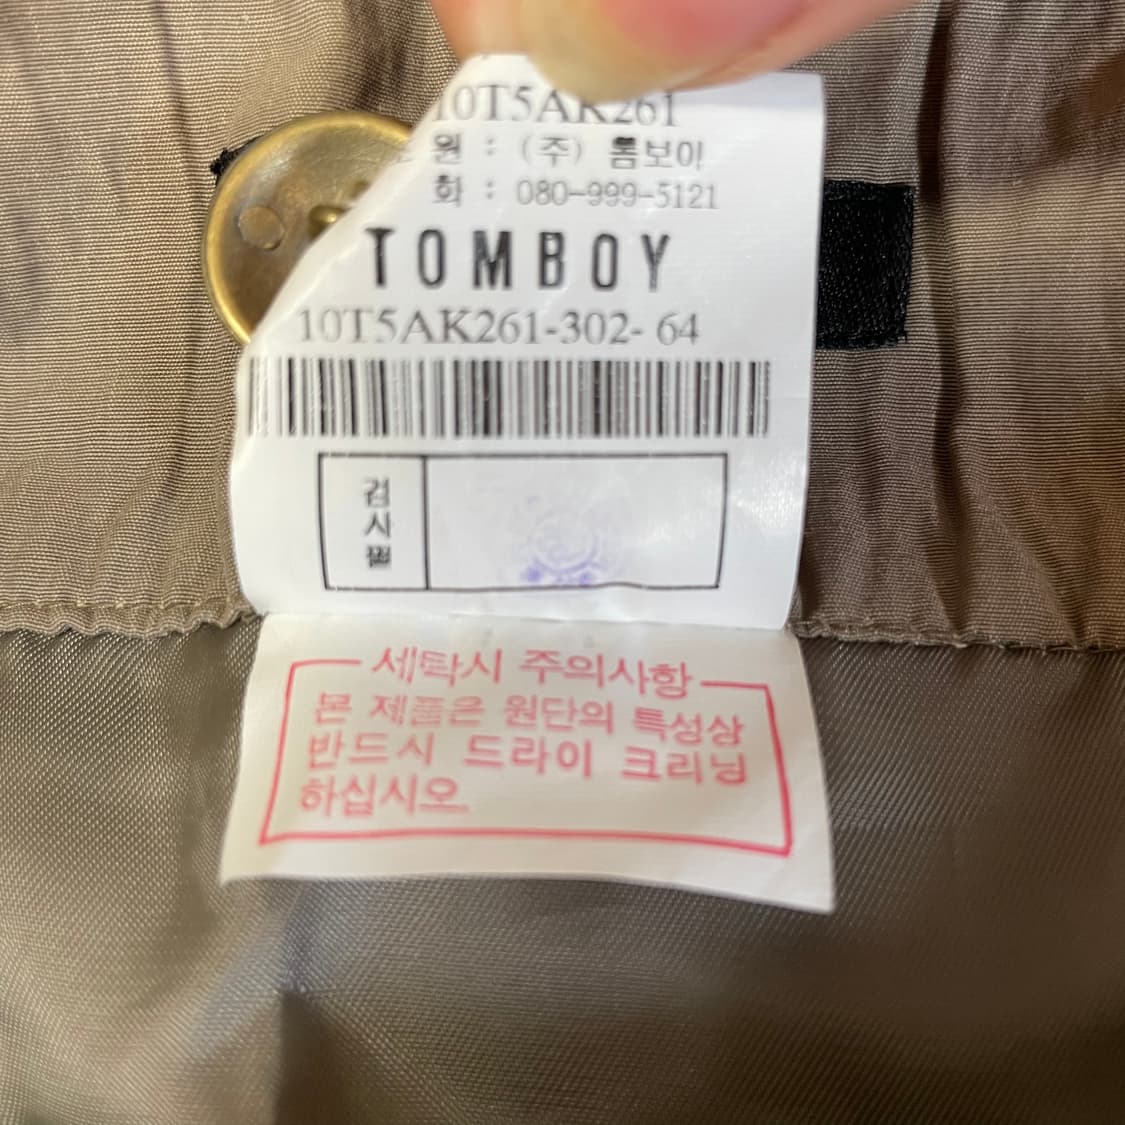 10T5AK261
원 : (주) 톰보이
화 : 080-999-5121
TOMBOY
10T5AK261-302- 64
검사필
세탁시 주의사항
본 제품은 원단의 특성상
반드시 드라이 크리닝
하십시오